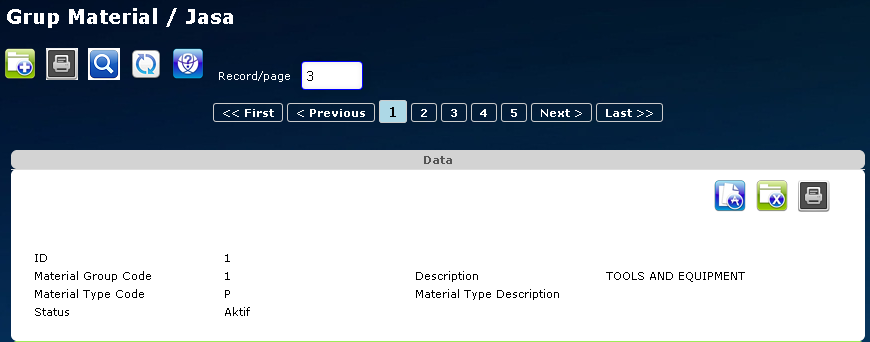 Grup Material / Jasa
Record/page 3
<< First < Previous 1 2 3 4 5 Next > Last >>
Data
ID 1
Material Group Code 1 Description TOOLS AND EQUIPMENT
Material Type Code P Material Type Description
Status Aktif